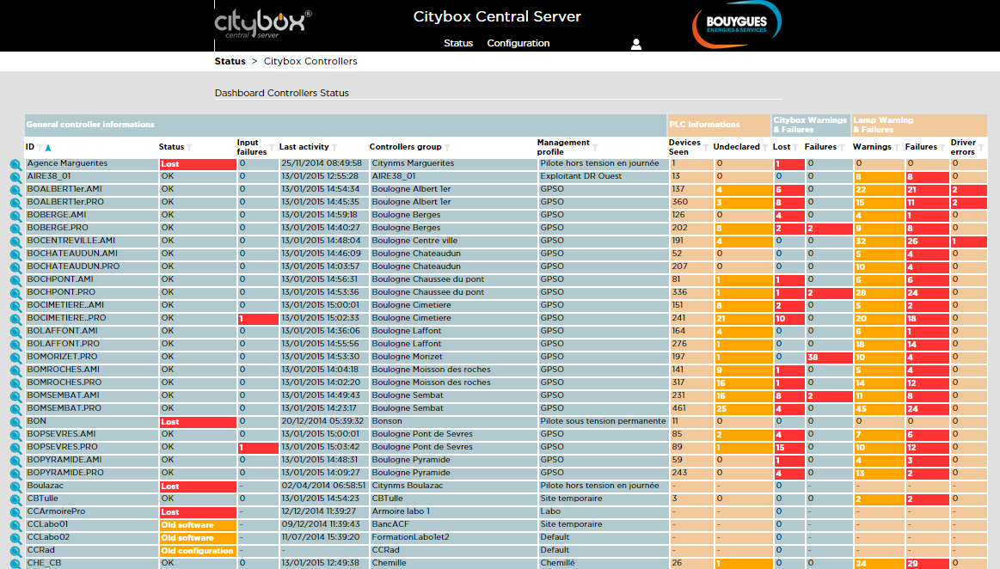 citybox®
central server
Citybox Central Server
Status Configuration
BOUYGUES
ENERGIES & SERVICES
Status > Citybox Controllers
Dashboard Controllers Status
General controller informations PLC Informations Citybox Warnings & Failures Lamp Warning & Failures
ID Status Input failures Last activity Controllers group Management profile Devices Seen Undeclared Lost Failures Warnings Failures Driver errors
Agence Marguerites Lost 0 25/11/2014 08:49:58 Citynms Marguerites Pilote hors tension en journée 1 0 1 0 0 0 0
AIRE38_01 OK 0 13/01/2015 12:55:28 AIRE38_01 Exploitant DR Ouest 13 0 0 0 8 8 0
BOALBERT1er.AMI OK 0 13/01/2015 14:54:34 Boulogne Albert 1er GPSO 137 4 6 0 22 21 2
BOALBERT1er.PRO OK 0 13/01/2015 14:45:35 Boulogne Albert 1er GPSO 360 3 8 0 15 11 2
BOBERGE.AMI OK 0 13/01/2015 14:59:18 Boulogne Berges GPSO 126 0 4 0 4 1 0
BOBERGE.PRO OK 0 13/01/2015 14:40:27 Boulogne Berges GPSO 202 8 2 2 9 8 0
BOCENTREVILLE.AMI OK 0 13/01/2015 14:48:04 Boulogne Centre ville GPSO 191 4 0 0 32 26 1
BOCHATEAUDUN.AMI OK 0 13/01/2015 14:46:09 Boulogne Chateaudun GPSO 52 0 0 0 5 4 0
BOCHATEAUDUN.PRO OK 0 13/01/2015 14:03:57 Boulogne Chateaudun GPSO 207 0 0 0 10 4 0
BOCHPONT.AMI OK 0 13/01/2015 14:56:31 Boulogne Chaussee du pont GPSO 81 1 1 0 6 6 0
BOCHPONT.PRO OK 0 13/01/2015 14:53:36 Boulogne Chaussee du pont GPSO 336 1 1 2 28 24 0
BOCIMETIERE..AMI OK 0 13/01/2015 15:00:01 Boulogne Cimetiere GPSO 151 8 2 0 5 2 0
BOCIMETIERE..PRO OK 1 13/01/2015 15:02:33 Boulogne Cimetiere GPSO 241 21 10 0 20 18 0
BOLAFFONT.AMI OK 0 13/01/2015 14:36:06 Boulogne Laffont GPSO 164 4 0 0 6 1 0
BOLAFFONT.PRO OK 0 13/01/2015 14:55:56 Boulogne Laffont GPSO 276 1 0 0 18 14 0
BOMORIZET.PRO OK 0 13/01/2015 14:53:30 Boulogne Morizet GPSO 197 1 0 38 10 4 0
BOMROCHES.AMI OK 0 13/01/2015 14:04:18 Boulogne Moisson des roches GPSO 141 9 1 0 5 4 0
BOMROCHES.PRO OK 0 13/01/2015 14:02:20 Boulogne Moisson des roches GPSO 317 16 1 0 14 12 0
BOMSEMBAT.AMI OK 0 13/01/2015 14:49:43 Boulogne Sembat GPSO 231 16 8 2 11 8 0
BOMSEMBAT.PRO OK 0 13/01/2015 14:23:17 Boulogne Sembat GPSO 461 25 4 0 45 24 0
BON Lost 0 20/12/2014 05:39:32 Bonson Pilote sous tension permanente 11 0 0 0 0 0 0
BOPSEVRES.AMI OK 0 13/01/2015 15:00:01 Boulogne Pont de Sevres GPSO 85 2 4 0 7 6 0
BOPSEVRES.PRO OK 1 13/01/2015 15:03:42 Boulogne Pont de Sevres GPSO 89 1 15 0 10 12 0
BOPYRAMIDE.AMI OK 0 13/01/2015 14:48:31 Boulogne Pyramide GPSO 59 0 1 0 4 3 0
BOPYRAMIDE.PRO OK 0 13/01/2015 14:09:27 Boulogne Pyramide GPSO 243 0 4 0 13 2 0
Boulazac Lost - 02/04/2014 06:58:51 Citynms Boulazac Pilote hors tension en journée - - 0 - - - -
CBTulle OK 0 13/01/2015 14:54:23 CBTulle Site temporaire 3 0 0 0 2 2 0
CCArmoirePro Lost - 12/12/2014 11:39:27 Armoire labo 1 Labo - - 0 - - - -
CCLabo01 Old software - 09/12/2014 11:39:43 BancACF Site temporaire - - 0 - - - -
CCLabo02 Old software - 11/07/2014 15:39:20 FormationLabo1et2 Default - - 0 - - - -
CCRad Old configuration - - CCRad Default - - 0 - - - -
CHE_CB OK 0 13/01/2015 12:49:38 Chemille Chemillé 26 1 0 0 24 29 0